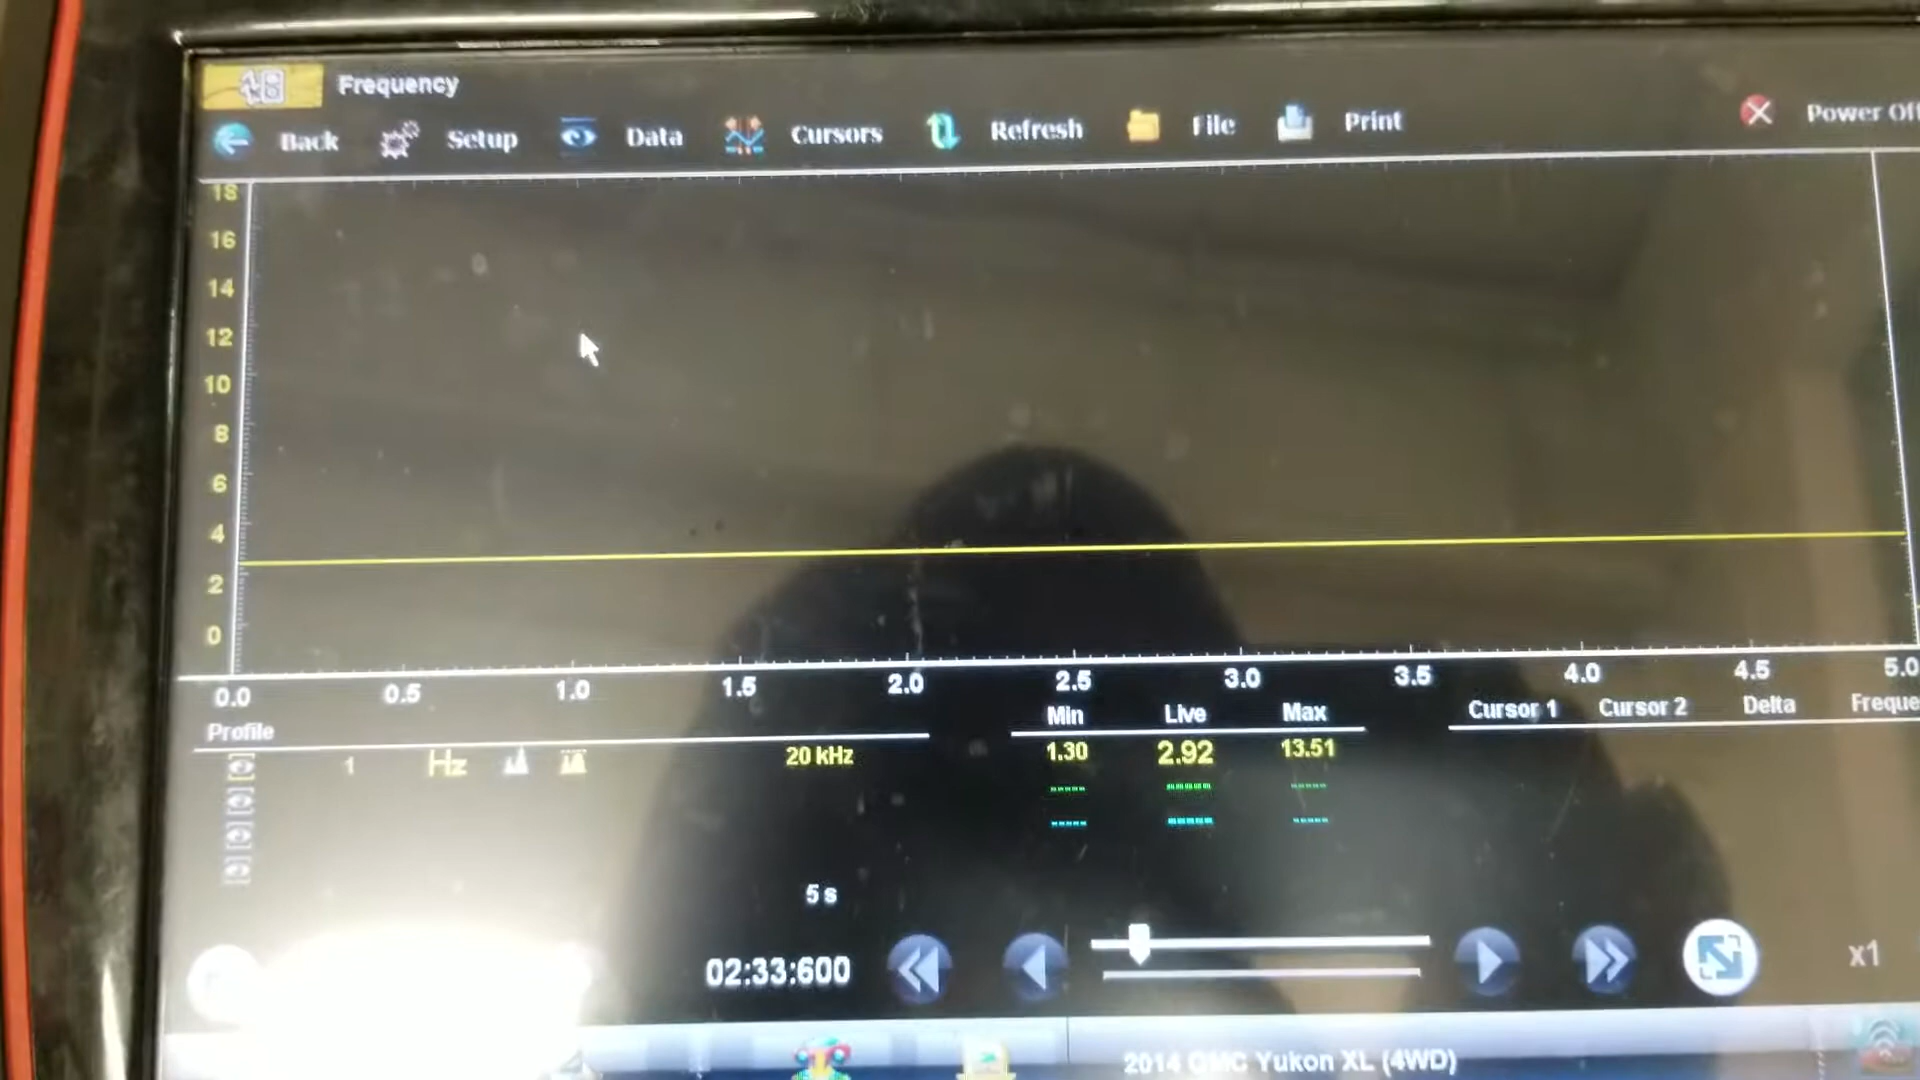 Frequency
Back Setup Data Cursors Refresh File Print Power Off
18
16
14
12
10
8
6
4
2
0
0.0 0.5 1.0 1.5 2.0 2.5 3.0 3.5 4.0 4.5 5.0
Profile Min Live Max Cursor 1 Cursor 2 Delta Freque
1 Hz 20 kHz 1.30 2.92 13.51
5 s
02:33:600 x1
2014 GMC Yukon XL (4WD)